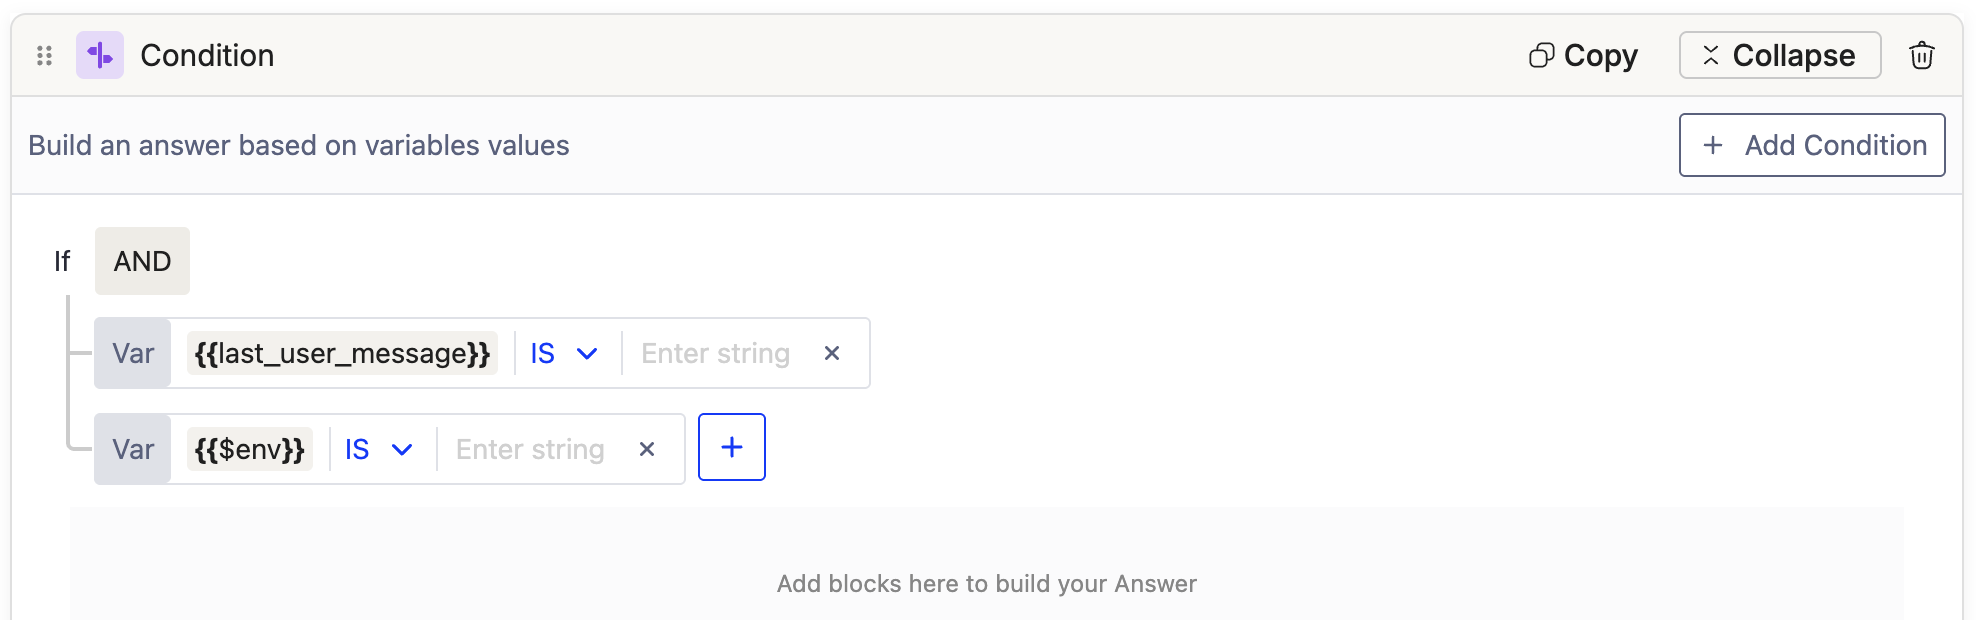 Condition Copy Collapse
Build an answer based on variables values + Add Condition
If AND
Var {{last_user_message}} IS Enter string
Var {{$env}} IS Enter string +
Add blocks here to build your Answer